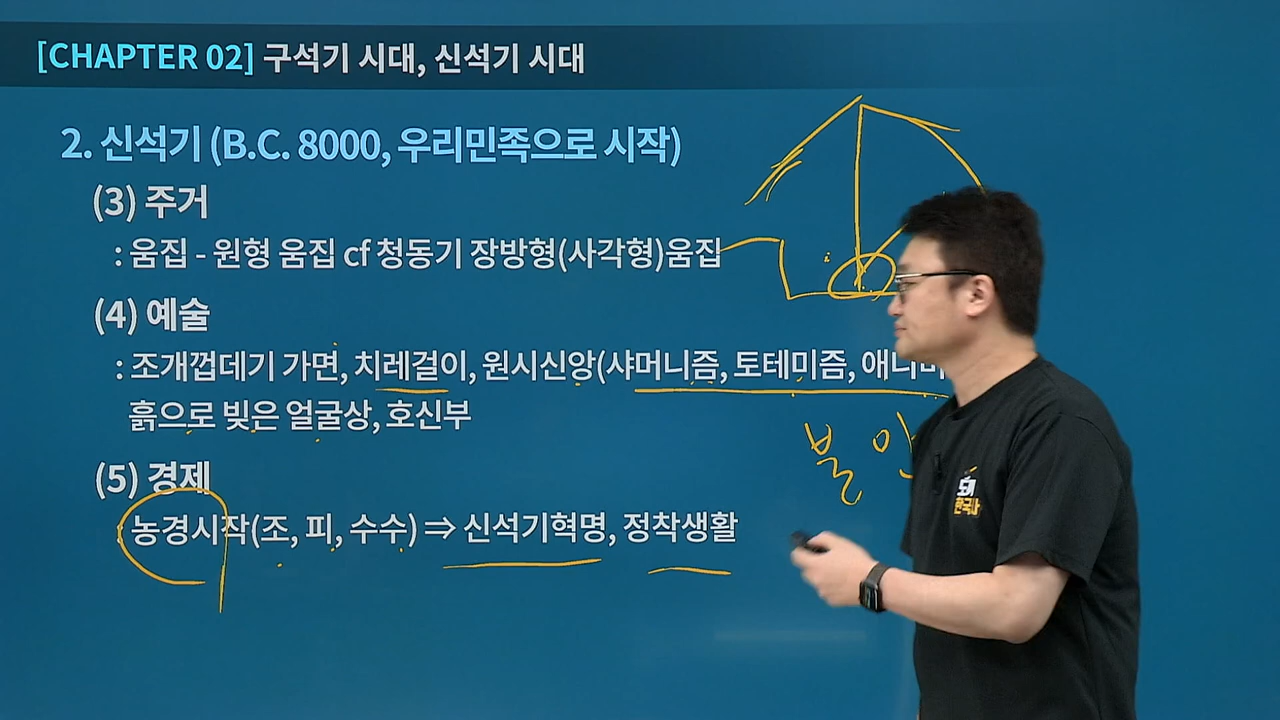 [CHAPTER 02] 구석기 시대, 신석기 시대
2. 신석기 (B.C. 8000, 우리민족으로 시작)
(3) 주거
: 움집 - 원형 움집 cf 청동기 장방형(사각형)움집
(4) 예술
: 조개껍데기 가면, 치레걸이, 원시신앙(샤머니즘, 토테미즘,
흙으로 빚은 얼굴상, 호신부
불안
(5) 경제
농경시작(조, 피, 수수) ⇒ 신석기혁명, 정착생활
한국사